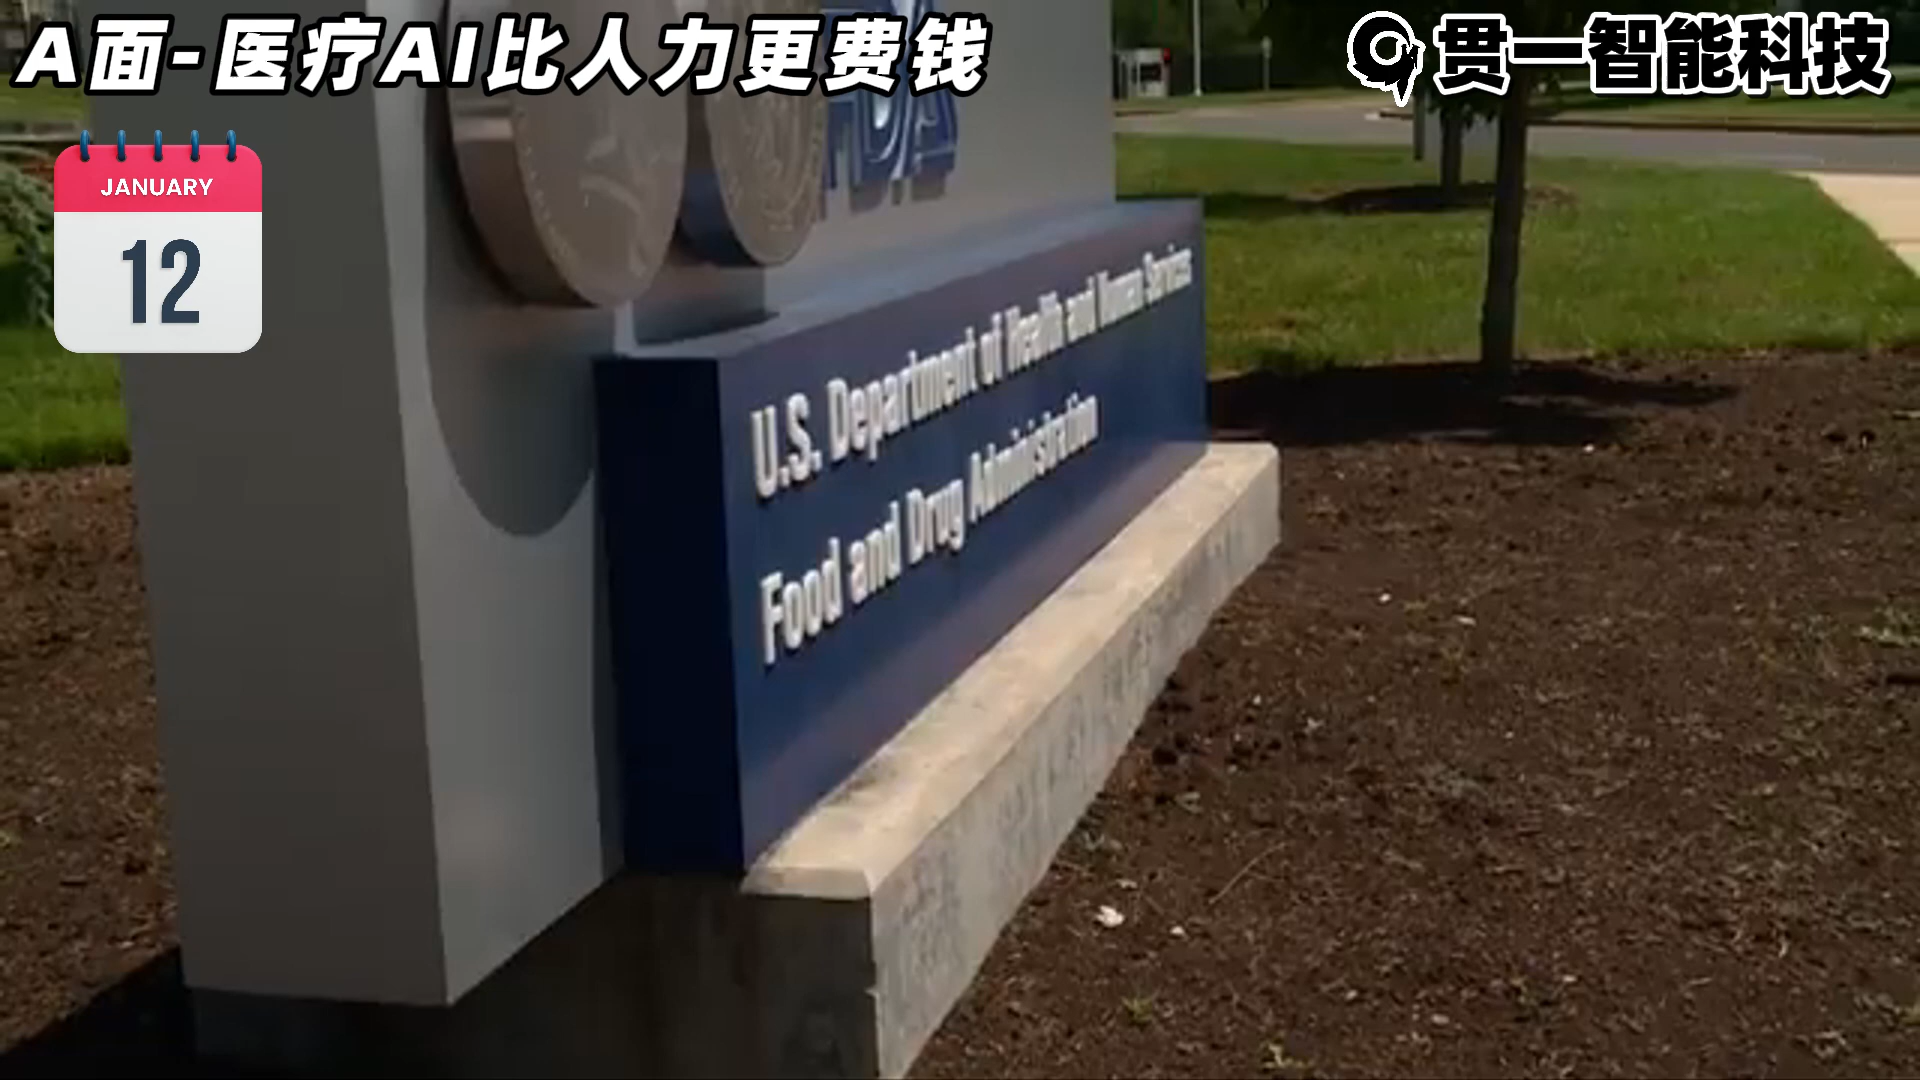 A面-医疗AI比人力更费钱
贯一智能科技
JANUARY
12
FDA
U.S. Department of Health and Human Services
Food and Drug Administration